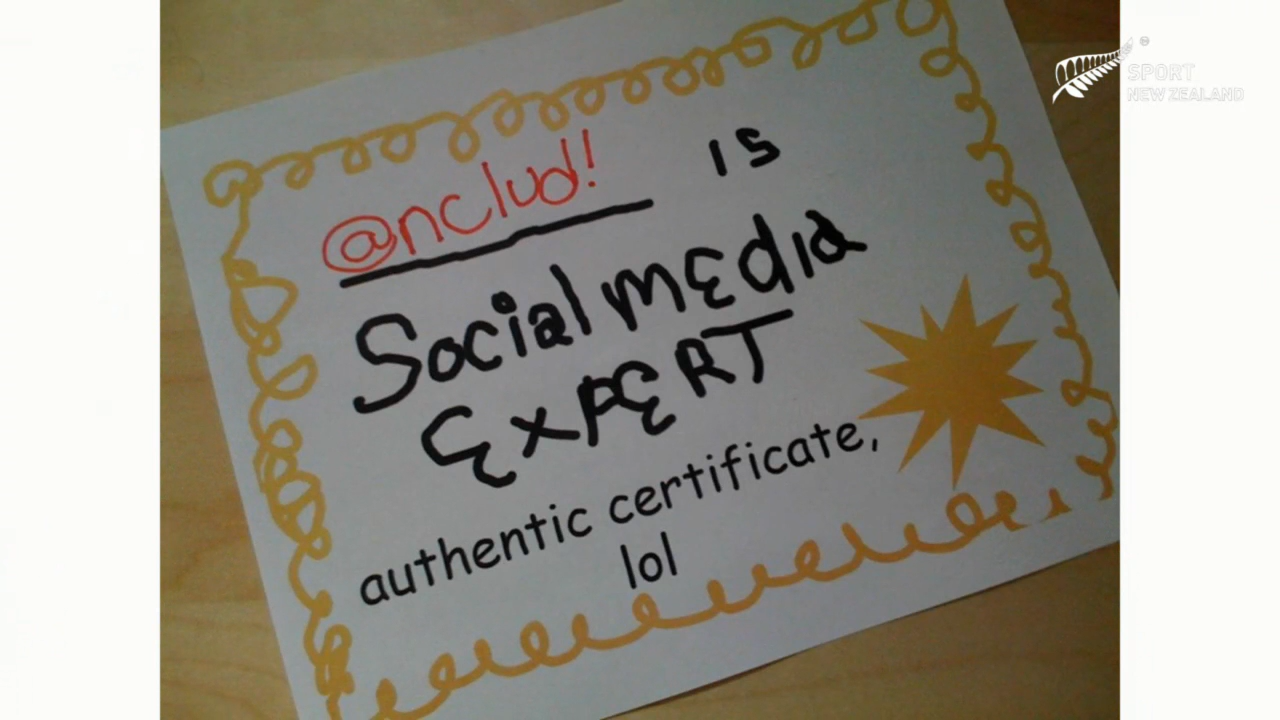 @nclud! is
Social media
ExpERT
authentic certificate,
lol
SPORT
NEW ZEALAND